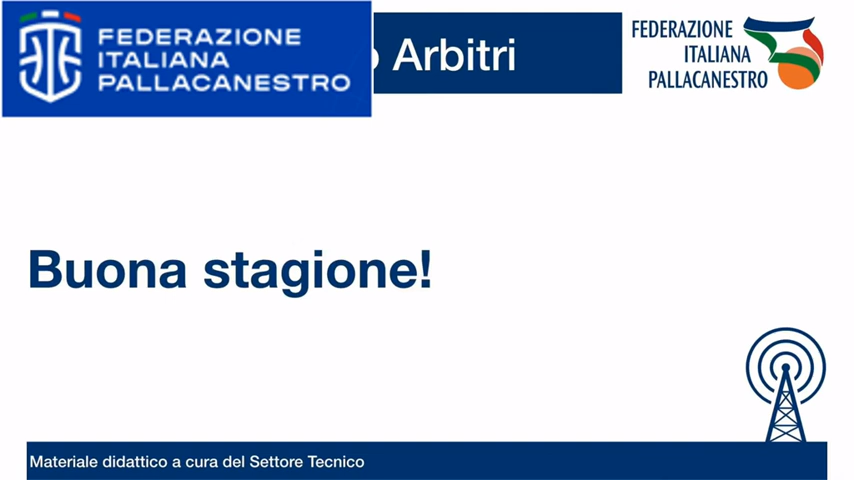 FEDERAZIONE
ITALIANA
PALLACANESTRO
Arbitri
FEDERAZIONE
ITALIANA
PALLACANESTRO
Buona stagione!
Materiale didattico a cura del Settore Tecnico